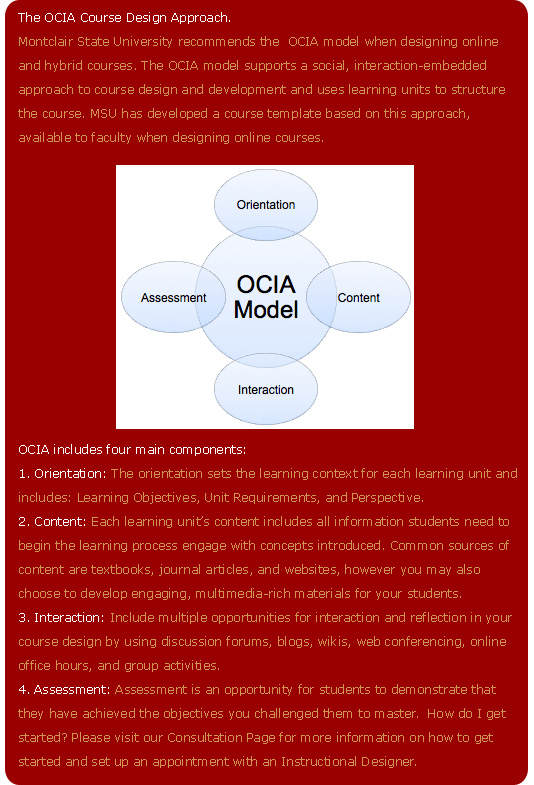 The OCIA Course Design Approach.
Montclair State University recommends the  OCIA model when designing online
and hybrid courses. The OCIA model supports a social, interaction-embedded
approach to course design and development and uses learning units to structure
the course. MSU has developed a course template based on this approach,
available to faculty when designing online courses.
Orientation
Assessment
OCIA
Model
Content
Interaction
OCIA includes four main components:
1. Orientation: The orientation sets the learning context for each learning unit and
includes: Learning Objectives, Unit Requirements, and Perspective.
2. Content: Each learning unit’s content includes all information students need to
begin the learning process engage with concepts introduced. Common sources of
content are textbooks, journal articles, and websites, however you may also
choose to develop engaging, multimedia-rich materials for your students.
3. Interaction: Include multiple opportunities for interaction and reflection in your
course design by using discussion forums, blogs, wikis, web conferencing, online
office hours, and group activities.
4. Assessment: Assessment is an opportunity for students to demonstrate that
they have achieved the objectives you challenged them to master.  How do I get
started? Please visit our Consultation Page for more information on how to get
started and set up an appointment with an Instructional Designer.